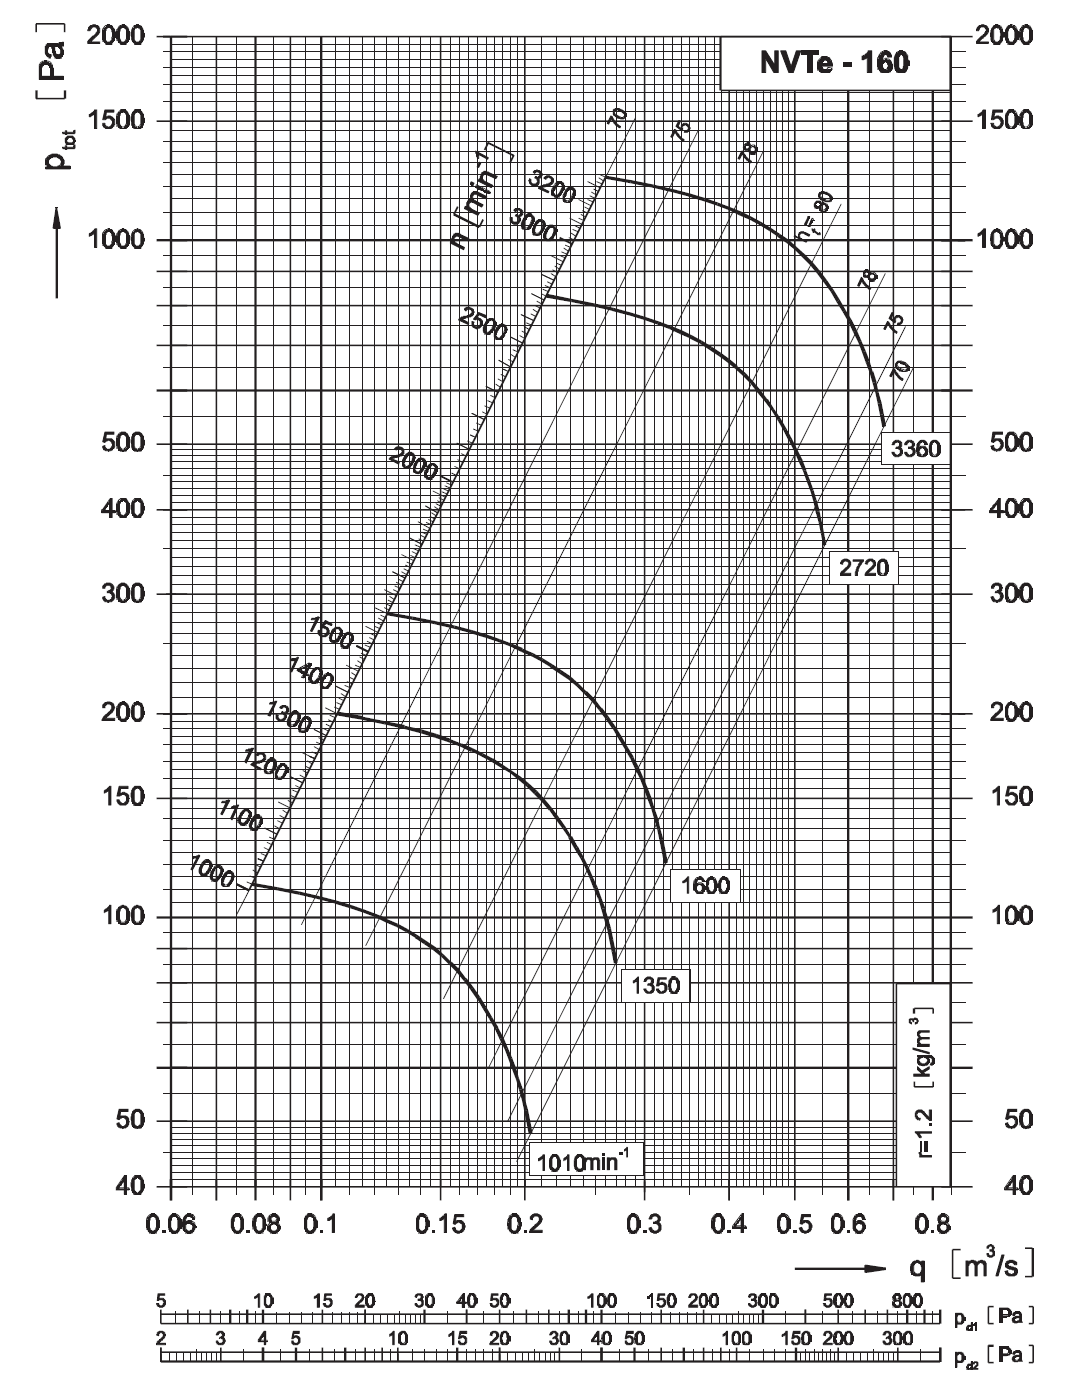 [ Pa ]
p tot
NVTe - 160
2000 2000
1500 1500
1000 1000
500 500
400 400
300 300
200 200
150 150
100 100
50 50
40 40
n [min⁻¹]
3200
3000
2500
2000
1500
1400
1300
1200
1100
1000
70
75
78
η_t= 80
78
75
70
3360
2720
1600
1350
1010min⁻¹
r=1.2 [kg/m³]
0.06 0.08 0.1 0.15 0.2 0.3 0.4 0.5 0.6 0.8
q [m³/s]
5 10 15 20 30 40 50 100 150 200 300 500 800 p_d1 [Pa]
2 3 4 5 10 15 20 30 40 50 100 150 200 300 p_d2 [Pa]